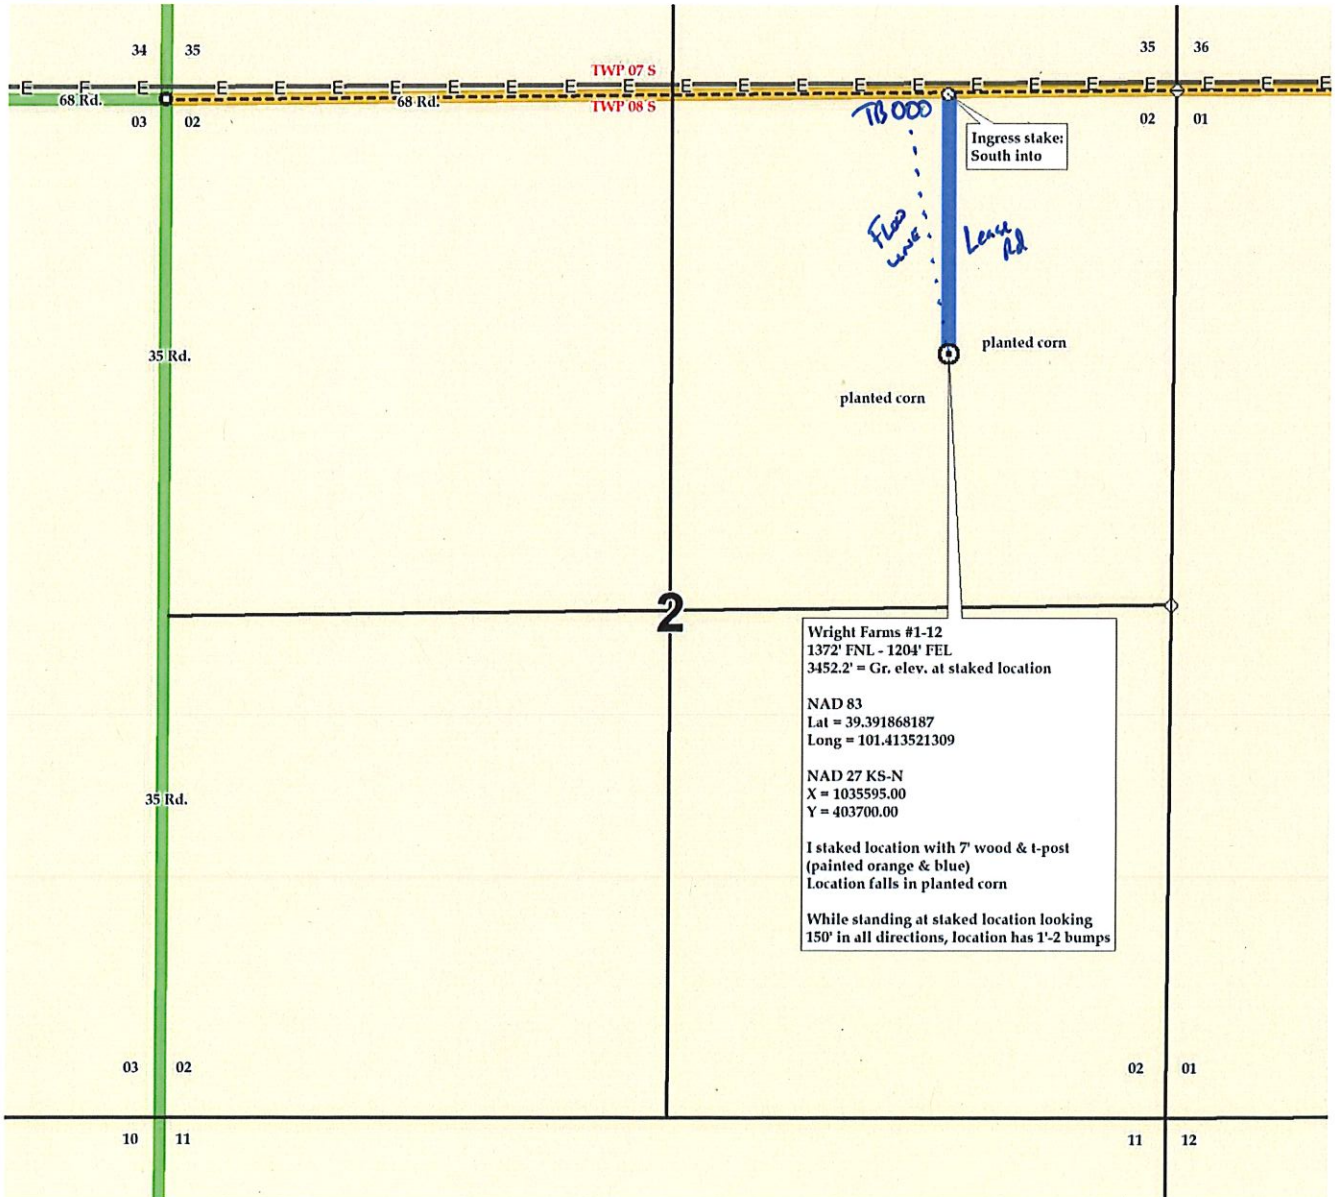 34 35
35 36
TWP 07 S
E E E E E E E E E E E E E E E E E E E E E E E
68 Rd.
68 Rd.
TWP 08 S
03 02
02 01
TB 000
Ingress stake:
South into
Flow
Line
Lease
Rd
35 Rd.
planted corn
planted corn
2
Wright Farms #1-12
1372' FNL - 1204' FEL
3452.2' = Gr. elev. at staked location
NAD 83
Lat = 39.391868187
Long = 101.413521309
NAD 27 KS-N
X = 1035595.00
Y = 403700.00
I staked location with 7' wood & t-post
(painted orange & blue)
Location falls in planted corn
While standing at staked location looking
150' in all directions, location has 1'-2 bumps
35 Rd.
03 02
02 01
10 11
11 12